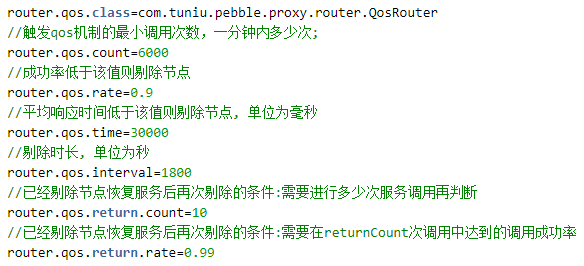 router.qos.class=com.tuniu.pebble.proxy.router.QosRouter
//触发qos机制的最小调用次数，一分钟内多少次;
router.qos.count=6000
//成功率低于该值则剔除节点
router.qos.rate=0.9
//平均响应时间低于该值则剔除节点, 单位为毫秒
router.qos.time=30000
//剔除时长, 单位为秒
router.qos.interval=1800
//已经剔除节点恢复服务后再次剔除的条件:需要进行多少次服务调用再判断
router.qos.return.count=10
//已经剔除节点恢复服务后再次剔除的条件:需要在returnCount次调用中达到的调用成功率
router.qos.return.rate=0.99